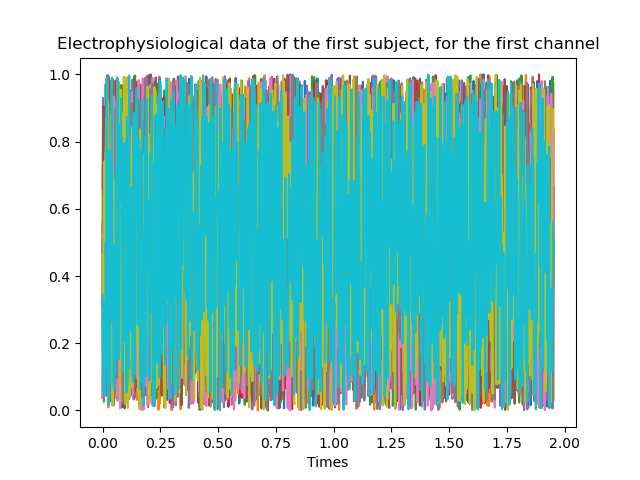 Electrophysiological data of the first subject, for the first channel
1.0
0.8
0.6
0.4
0.2
0.0
0.00 0.25 0.50 0.75 1.00 1.25 1.50 1.75 2.00
Times